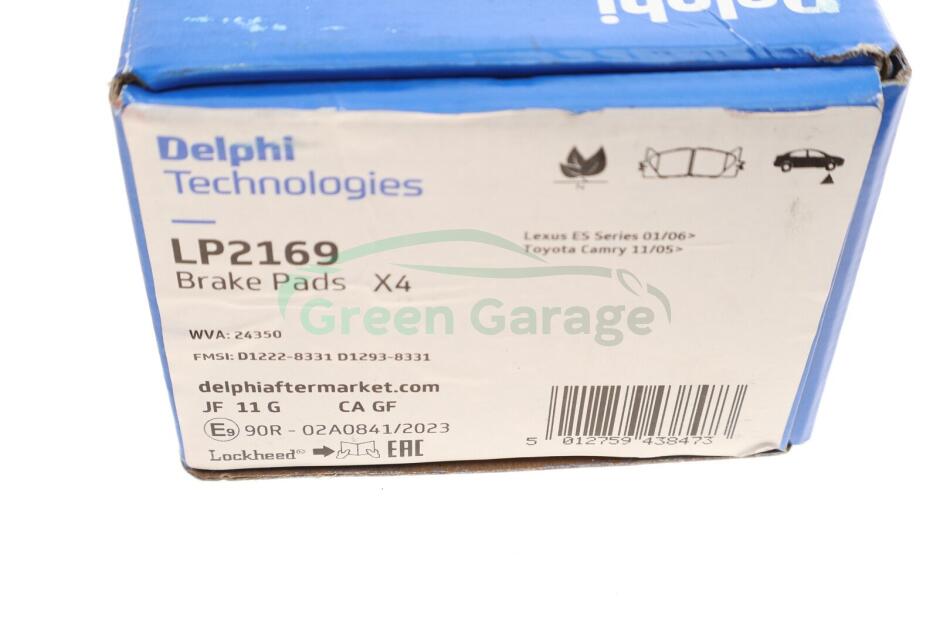 Delphi
Delphi
Technologies
LP2169
Brake Pads X4
Lexus ES Series 01/06>
Toyota Camry 11/05>
Green Garage
WVA: 24350
FMSI: D1222-8331 D1293-8331
delphiaftermarket.com
JF 11 G CA GF
E9 90R - 02A0841/2023
Lockheed® EAC
5 012759 438473